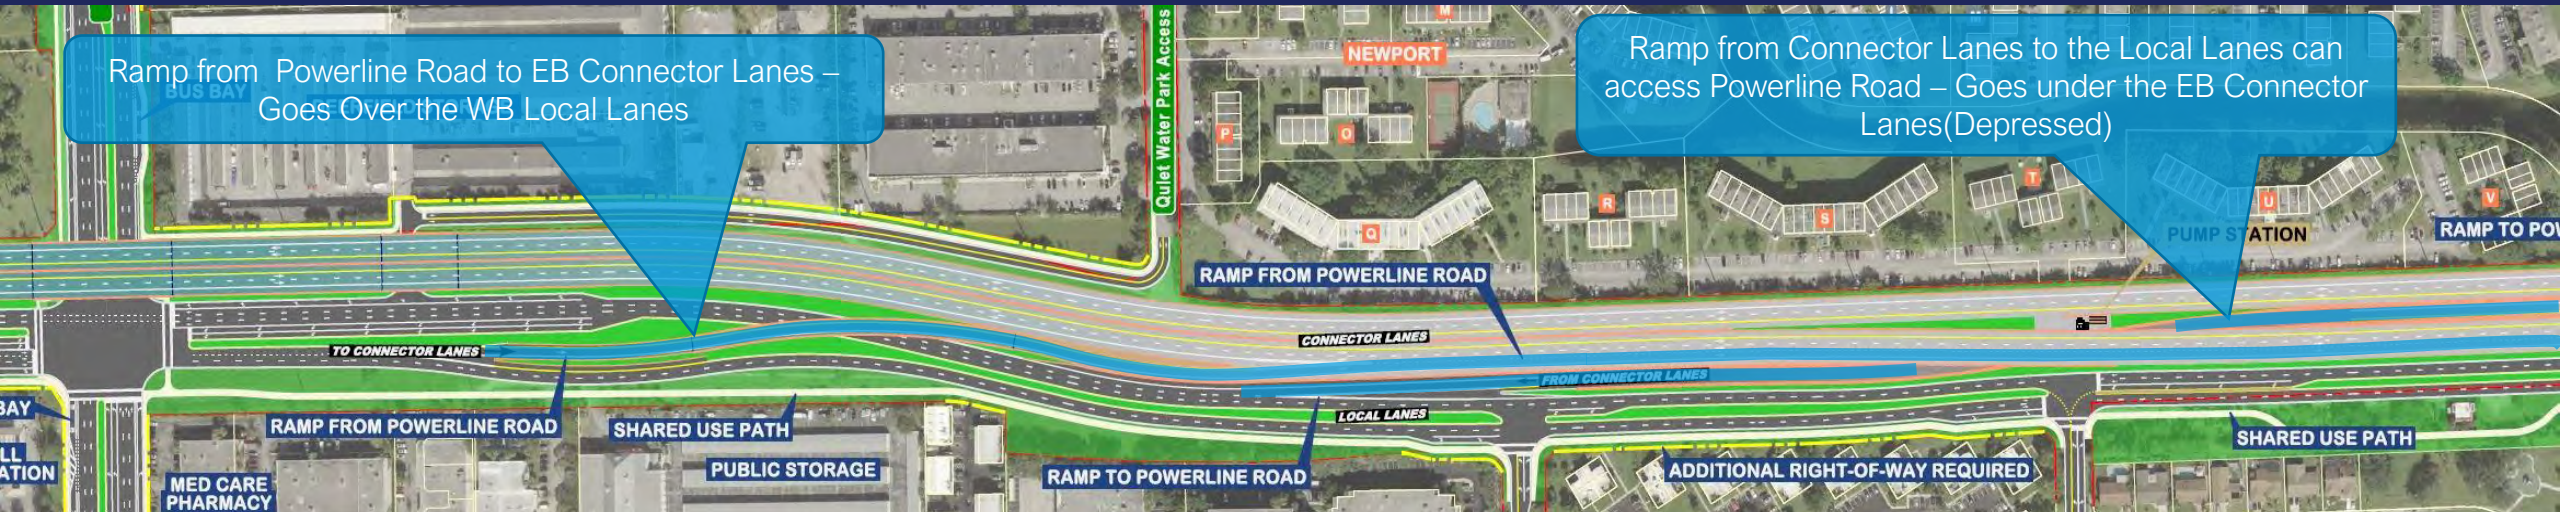 Ramp from  Powerline Road to EB Connector Lanes –
Goes Over the WB Local Lanes
BUS BAY
Ramp from Connector Lanes to the Local Lanes can
access Powerline Road – Goes under the EB Connector
Lanes(Depressed)
Quiet Water Park Access
NEWPORT
M
P
O
Q
R
S
T
U
V
PUMP STATION
RAMP TO POW
RAMP FROM POWERLINE ROAD
CONNECTOR LANES
TO CONNECTOR LANES
FROM CONNECTOR LANES
LOCAL LANES
BAY
LL
ATION
RAMP FROM POWERLINE ROAD
SHARED USE PATH
PUBLIC STORAGE
MED CARE
PHARMACY
RAMP TO POWERLINE ROAD
ADDITIONAL RIGHT-OF-WAY REQUIRED
SHARED USE PATH